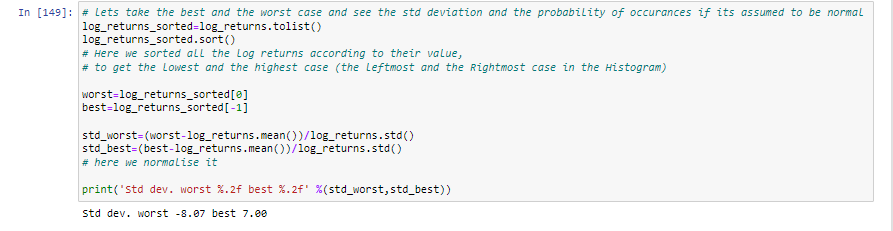 In [149]: # Lets take the best and the worst case and see the std deviation and the probability of occurances if its assumed to be normal
log_returns_sorted=log_returns.tolist()
log_returns_sorted.sort()
# Here we sorted all the log returns according to their value,
# to get the Lowest and the highest case (the Leftmost and the Rightmost case in the Histogram)
worst=log_returns_sorted[0]
best=log_returns_sorted[-1]
std_worst=(worst-log_returns.mean())/log_returns.std()
std_best=(best-log_returns.mean())/log_returns.std()
# here we normalise it
print('Std dev. worst %.2f best %.2f' %(std_worst,std_best))
Std dev. worst -8.07 best 7.00